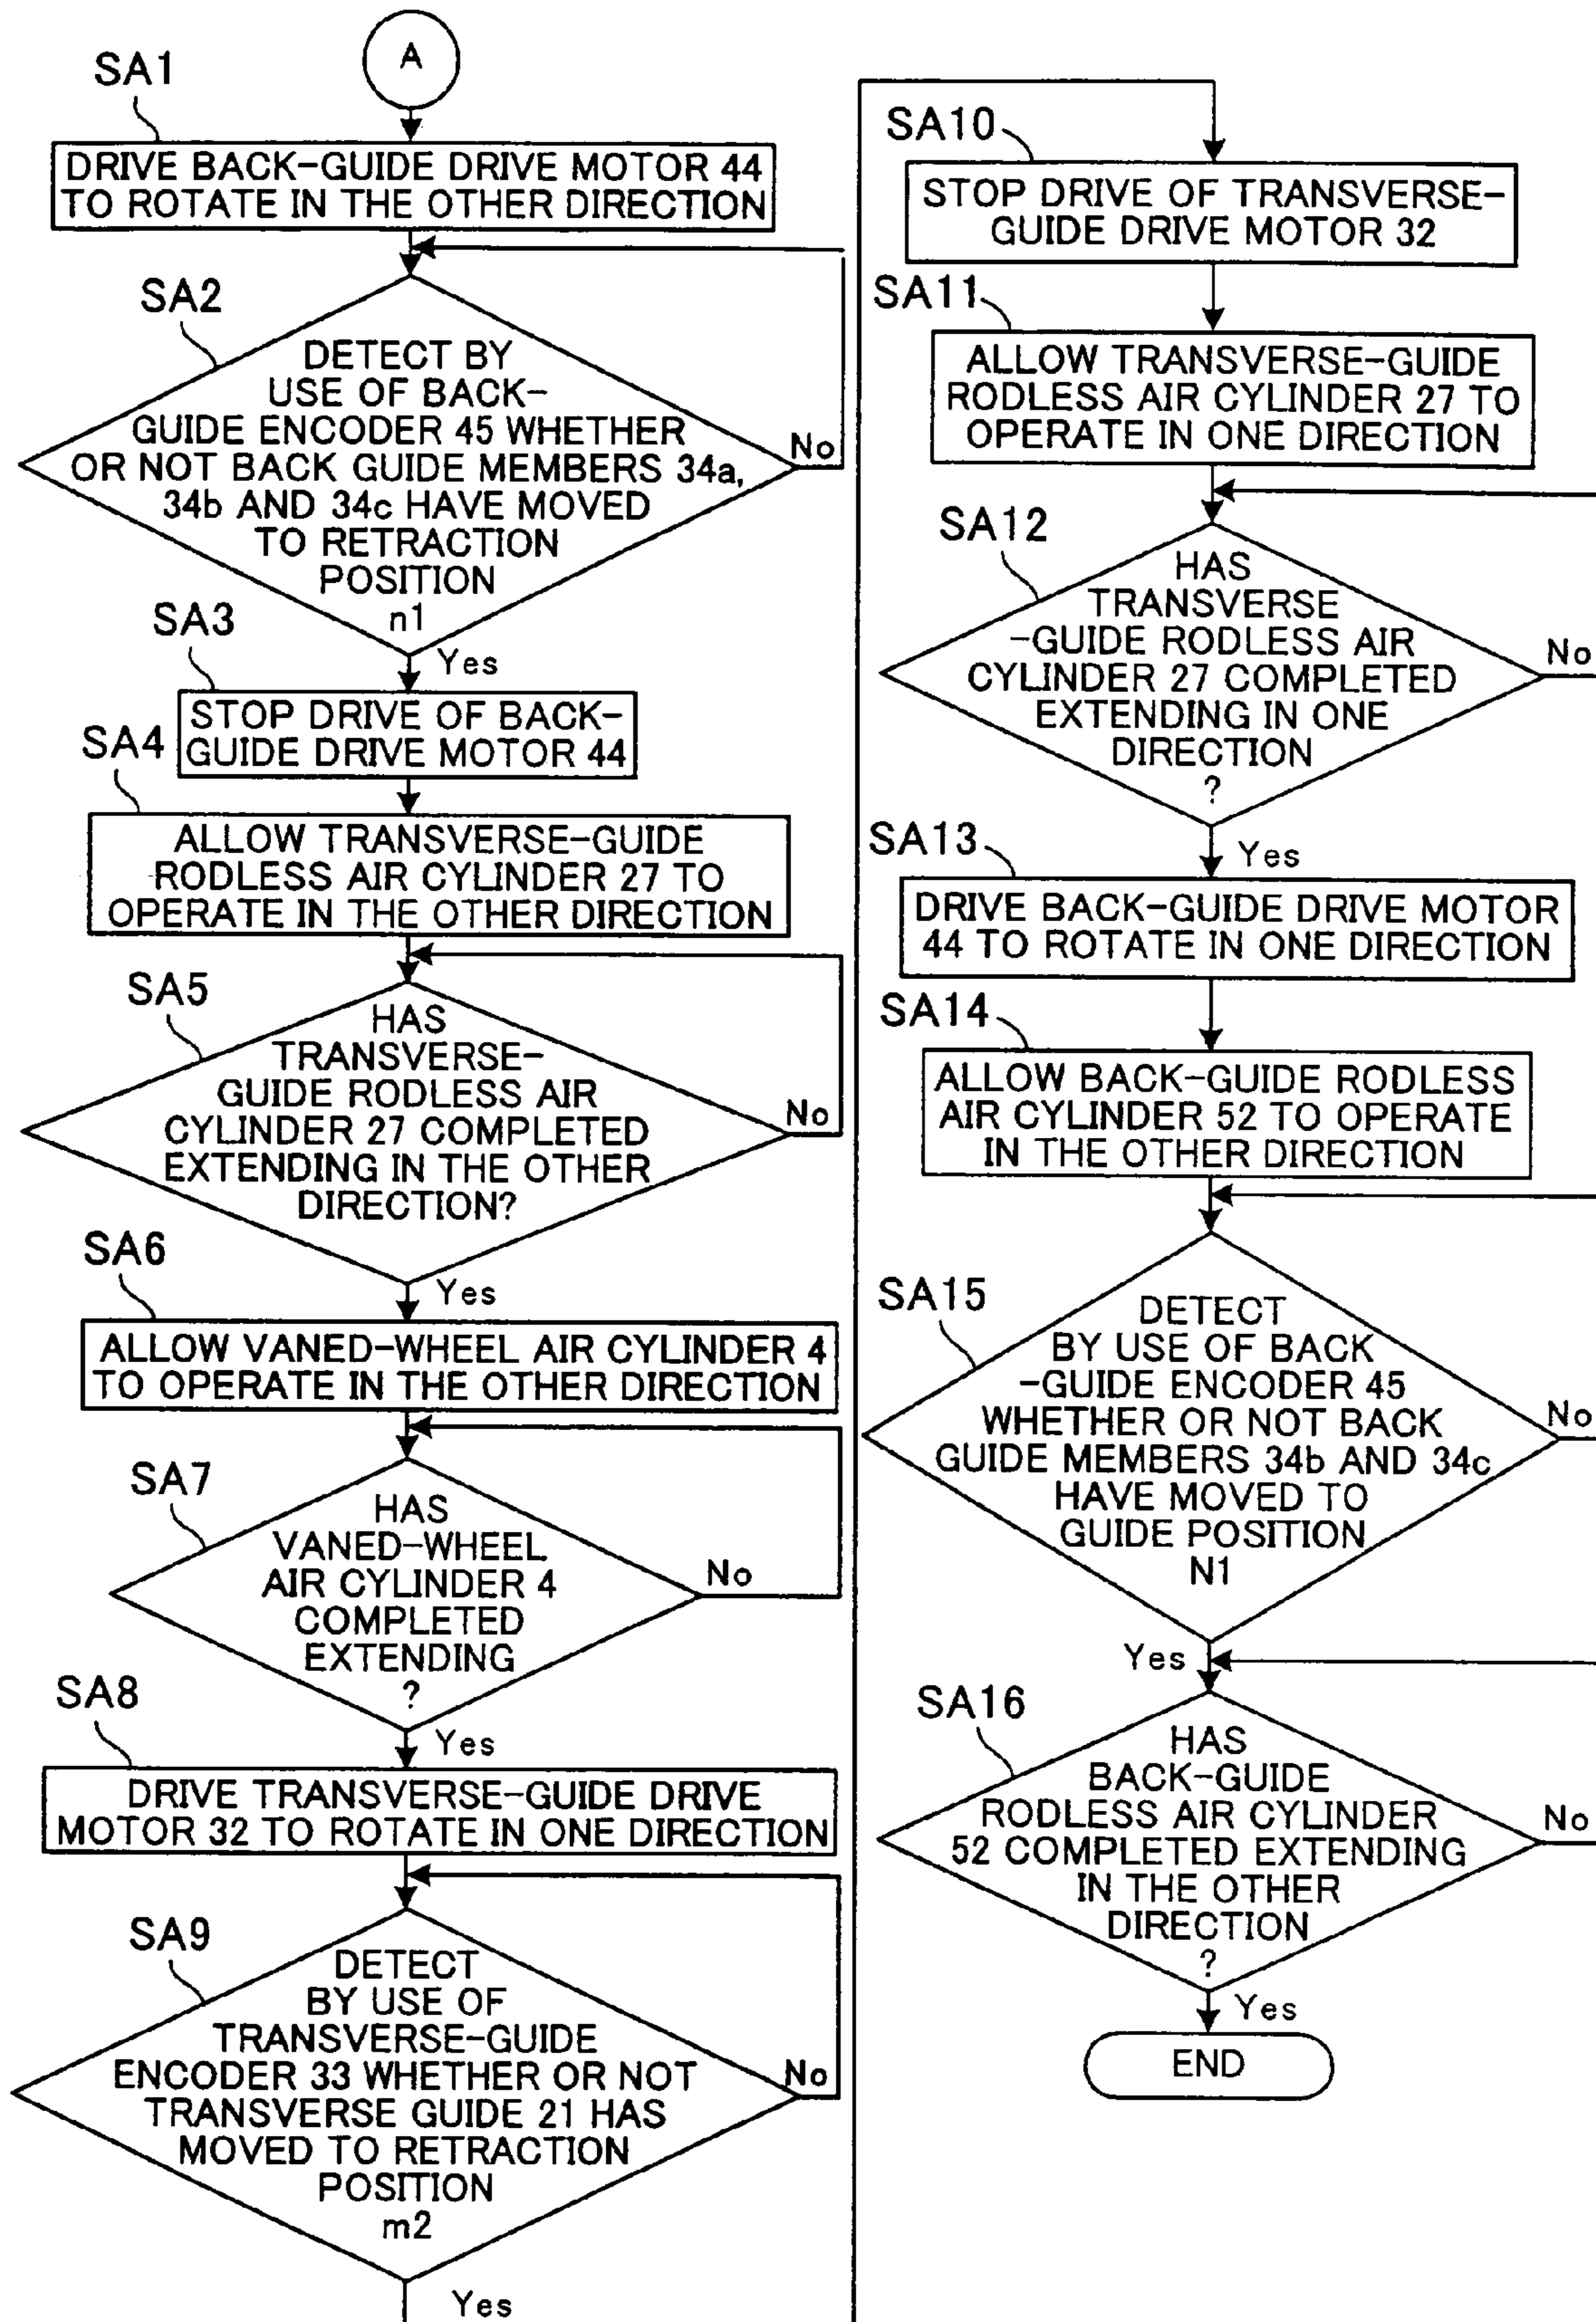 A
SA1
DRIVE BACK-GUIDE DRIVE MOTOR 44
TO ROTATE IN THE OTHER DIRECTION
SA2
DETECT BY
USE OF BACK-
GUIDE ENCODER 45 WHETHER
OR NOT BACK GUIDE MEMBERS 34a,
34b AND 34c HAVE MOVED
TO RETRACTION
POSITION
n1
No
Yes
SA3
STOP DRIVE OF BACK-
GUIDE DRIVE MOTOR 44
SA4
ALLOW TRANSVERSE-GUIDE
RODLESS AIR CYLINDER 27 TO
OPERATE IN THE OTHER DIRECTION
SA5
HAS
TRANSVERSE-
GUIDE RODLESS AIR
CYLINDER 27 COMPLETED
EXTENDING IN THE OTHER
DIRECTION?
No
Yes
SA6
ALLOW VANED-WHEEL AIR CYLINDER 4
TO OPERATE IN THE OTHER DIRECTION
SA7
HAS
VANED-WHEEL
AIR CYLINDER 4
COMPLETED
EXTENDING
?
No
Yes
SA8
DRIVE TRANSVERSE-GUIDE DRIVE
MOTOR 32 TO ROTATE IN ONE DIRECTION
SA9
DETECT
BY USE OF
TRANSVERSE-GUIDE
ENCODER 33 WHETHER OR NOT
TRANSVERSE GUIDE 21 HAS
MOVED TO RETRACTION
POSITION
m2
No
Yes
SA10
STOP DRIVE OF TRANSVERSE-
GUIDE DRIVE MOTOR 32
SA11
ALLOW TRANSVERSE-GUIDE
RODLESS AIR CYLINDER 27 TO
OPERATE IN ONE DIRECTION
SA12
HAS
TRANSVERSE
-GUIDE RODLESS AIR
CYLINDER 27 COMPLETED
EXTENDING IN ONE
DIRECTION
?
No
Yes
SA13
DRIVE BACK-GUIDE DRIVE MOTOR
44 TO ROTATE IN ONE DIRECTION
SA14
ALLOW BACK-GUIDE RODLESS
AIR CYLINDER 52 TO OPERATE
IN THE OTHER DIRECTION
SA15
DETECT
BY USE OF BACK
-GUIDE ENCODER 45
WHETHER OR NOT BACK
GUIDE MEMBERS 34b AND 34c
HAVE MOVED TO
GUIDE POSITION
N1
No
Yes
SA16
HAS
BACK-GUIDE
RODLESS AIR CYLINDER
52 COMPLETED EXTENDING
IN THE OTHER
DIRECTION
?
No
Yes
END